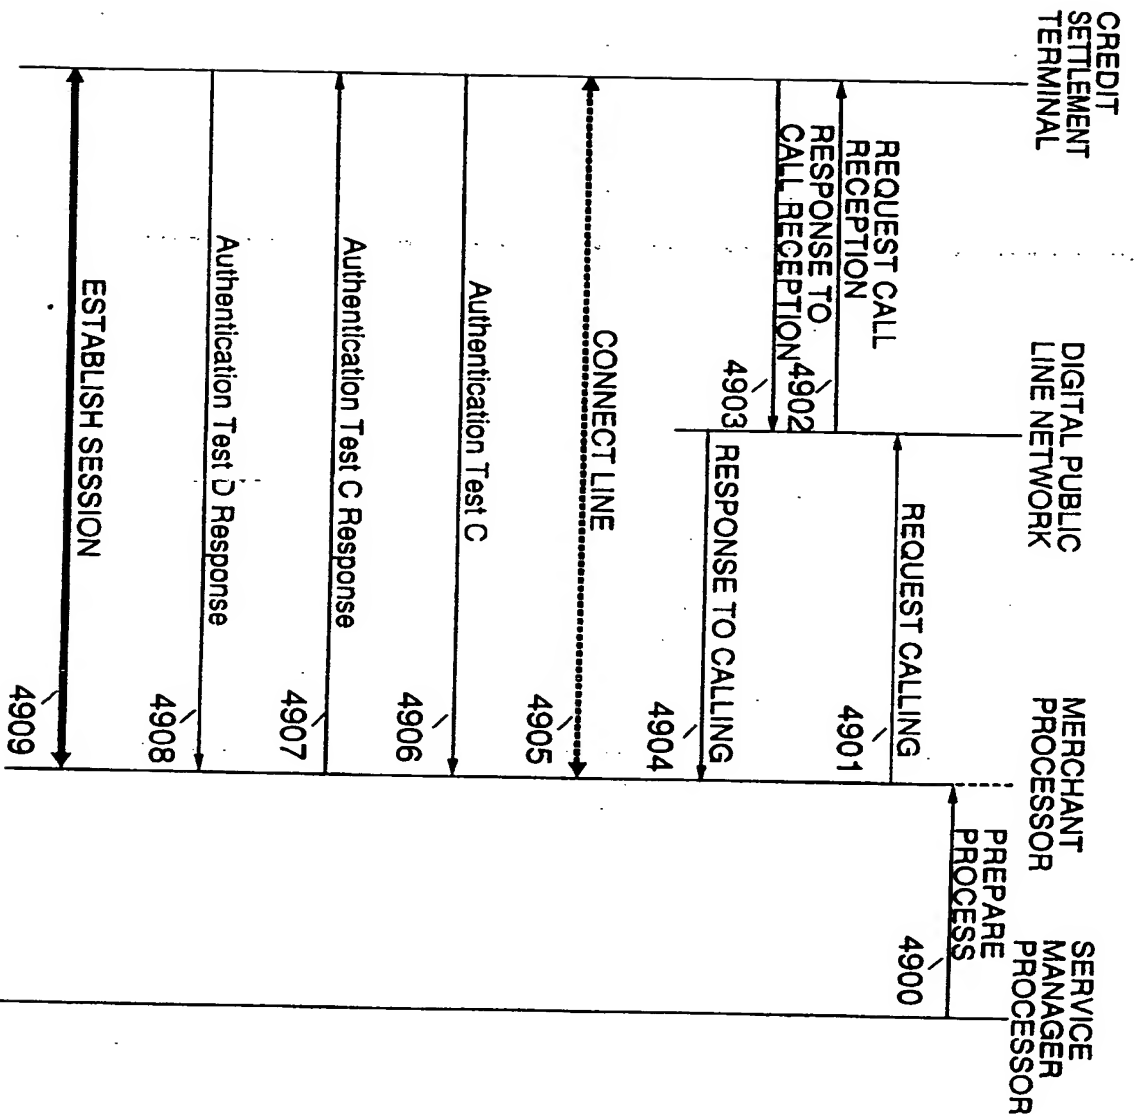 CREDIT
SETTLEMENT
TERMINAL
DIGITAL PUBLIC
LINE NETWORK
MERCHANT
PROCESSOR
SERVICE
MANAGER
PROCESSOR
PREPARE
PROCESS
4900
REQUEST CALLING
4901
REQUEST CALL
RECEPTION
4902
RESPONSE TO
CALL RECEPTION
4903
RESPONSE TO CALLING
4904
CONNECT LINE
4905
Authentication Test C
4906
Authentication Test C Response
4907
Authentication Test D Response
4908
ESTABLISH SESSION
4909